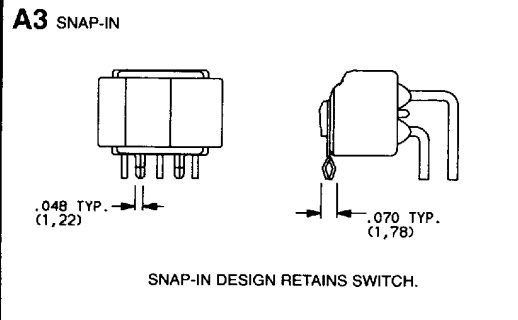 A3 SNAP-IN
.048 TYP.
(1,22)
.070 TYP.
(1,78)
SNAP-IN DESIGN RETAINS SWITCH.